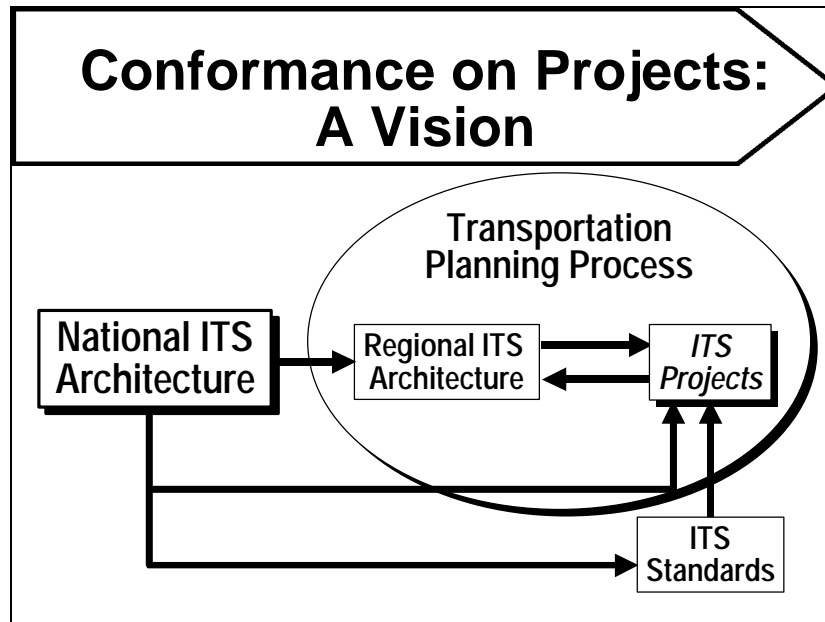 Conformance on Projects:
A Vision
Transportation
Planning Process
National ITS
Architecture
Regional ITS
Architecture
ITS
Projects
ITS
Standards